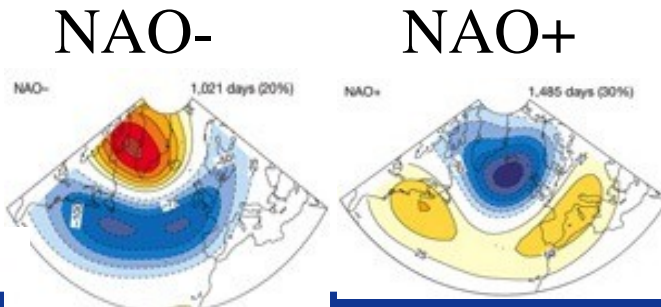 NAO-
NAO+
NAO–
1,021 days (20%)
NAO+
1,485 days (30%)